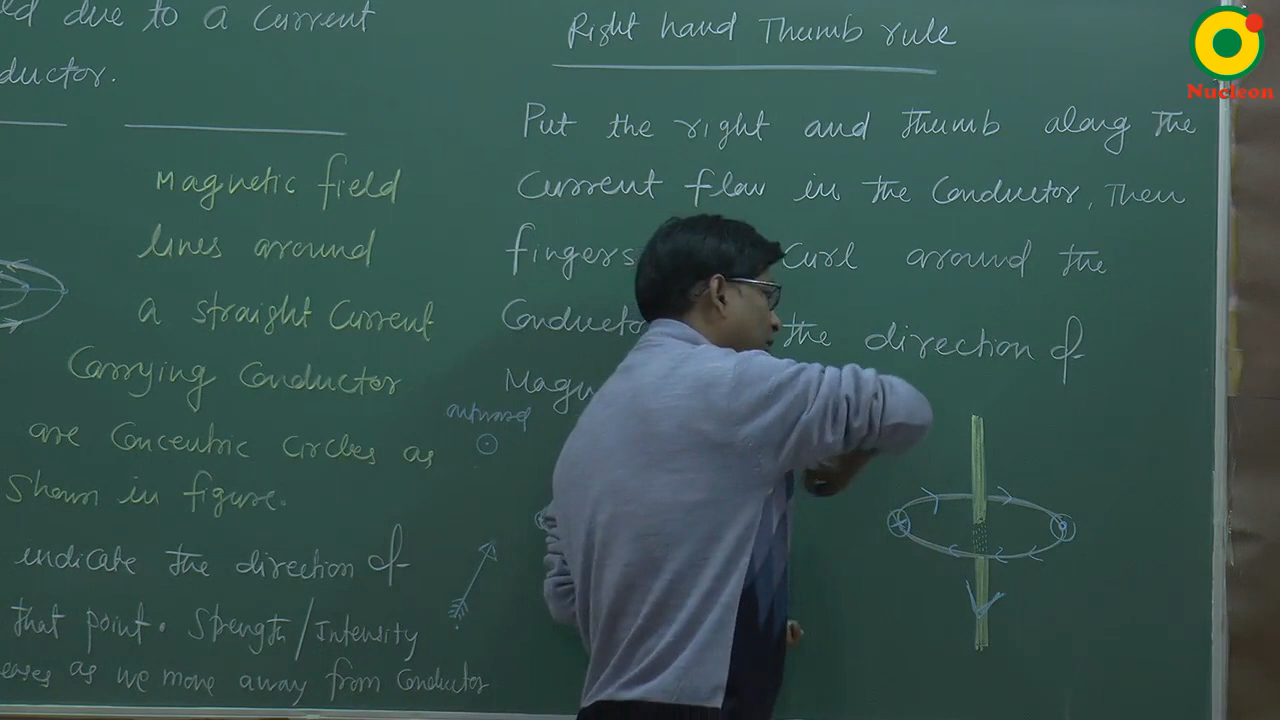 ld due to a Current
ductor.
Magnetic field
lines around
a straight Current
Carrying Conductor
are Concentric Circles as
Shown in figure.
indicate the direction of
that point. Strength/Intensity
eases as we move away from Conductor
outward
Right hand Thumb rule
Put the right and thumb along the
Current flow in the Conductor, Then
fingers Curl around the
Conducto the direction of
Magn
Nucleon